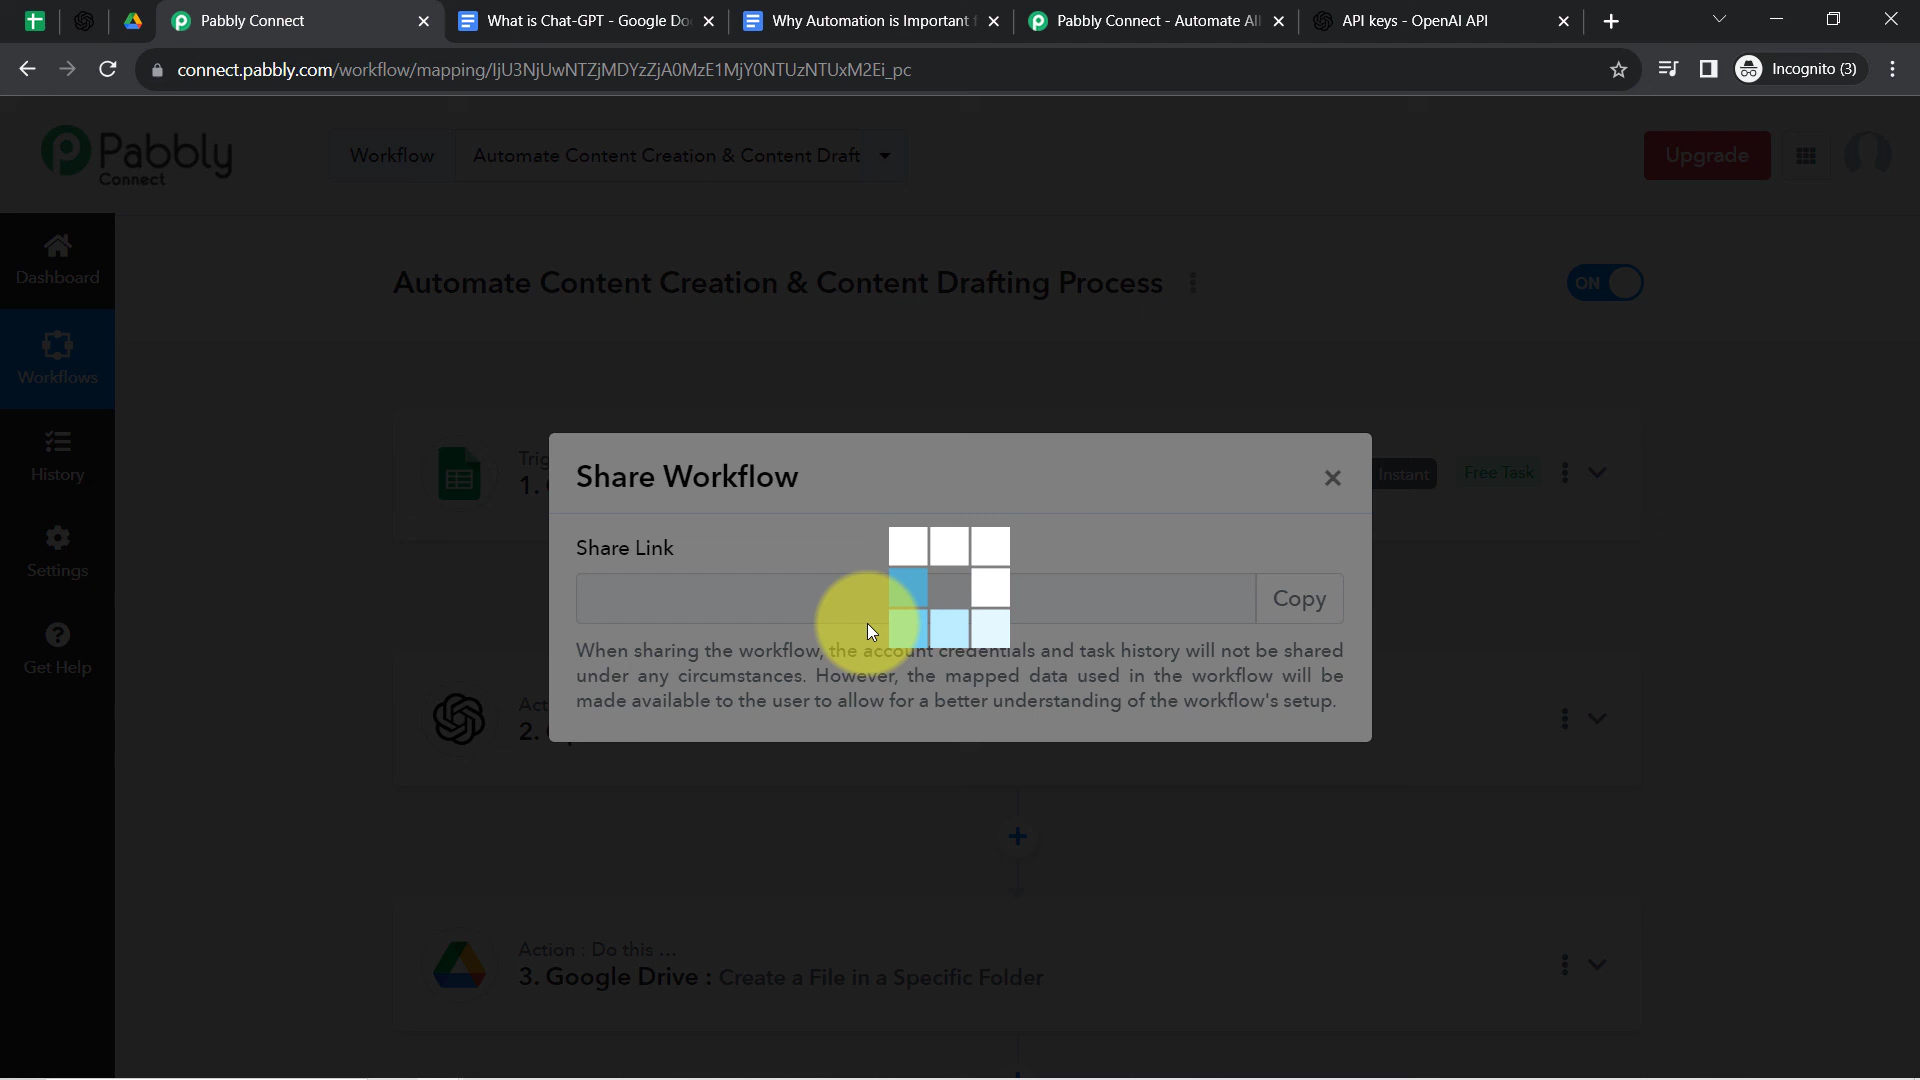 Pabbly Connect
What is Chat-GPT - Google Do
Why Automation is Important
Pabbly Connect - Automate Al
API keys - OpenAI API
connect.pabbly.com/workflow/mapping/IjU3NjUwNTZjMDYzZjA0MzE1MjY0NTUzNTUxM2Ei_pc
Incognito (3)
Pabbly
Connect
Workflow
Automate Content Creation & Content Draft
Upgrade
Dashboard
Workflows
History
Settings
Get Help
Automate Content Creation & Content Drafting Process
ON
Trig
1.
Instant
Free Task
Share Workflow
Share Link
Copy
When sharing the workflow, the account credentials and task history will not be shared
under any circumstances. However, the mapped data used in the workflow will be
made available to the user to allow for a better understanding of the workflow's setup.
Act
2.
Action : Do this ...
3. Google Drive : Create a File in a Specific Folder